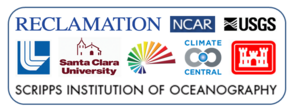 RECLAMATION NCAR USGS
Santa Clara University
CLIMATE CENTRAL
SCRIPPS INSTITUTION OF OCEANOGRAPHY